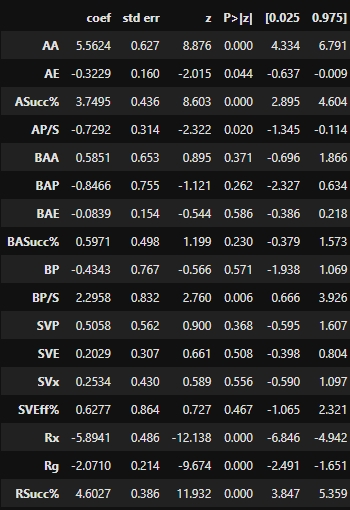 coef std err z P>|z| [0.025 0.975]
AA 5.5624 0.627 8.876 0.000 4.334 6.791
AE -0.3229 0.160 -2.015 0.044 -0.637 -0.009
ASucc% 3.7495 0.436 8.603 0.000 2.895 4.604
AP/S -0.7292 0.314 -2.322 0.020 -1.345 -0.114
BAA 0.5851 0.653 0.895 0.371 -0.696 1.866
BAP -0.8466 0.755 -1.121 0.262 -2.327 0.634
BAE -0.0839 0.154 -0.544 0.586 -0.386 0.218
BASucc% 0.5971 0.498 1.199 0.230 -0.379 1.573
BP -0.4343 0.767 -0.566 0.571 -1.938 1.069
BP/S 2.2958 0.832 2.760 0.006 0.666 3.926
SVP 0.5058 0.562 0.900 0.368 -0.595 1.607
SVE 0.2029 0.307 0.661 0.508 -0.398 0.804
SVx 0.2534 0.430 0.589 0.556 -0.590 1.097
SVEff% 0.6277 0.864 0.727 0.467 -1.065 2.321
Rx -5.8941 0.486 -12.138 0.000 -6.846 -4.942
Rg -2.0710 0.214 -9.674 0.000 -2.491 -1.651
RSucc% 4.6027 0.386 11.932 0.000 3.847 5.359